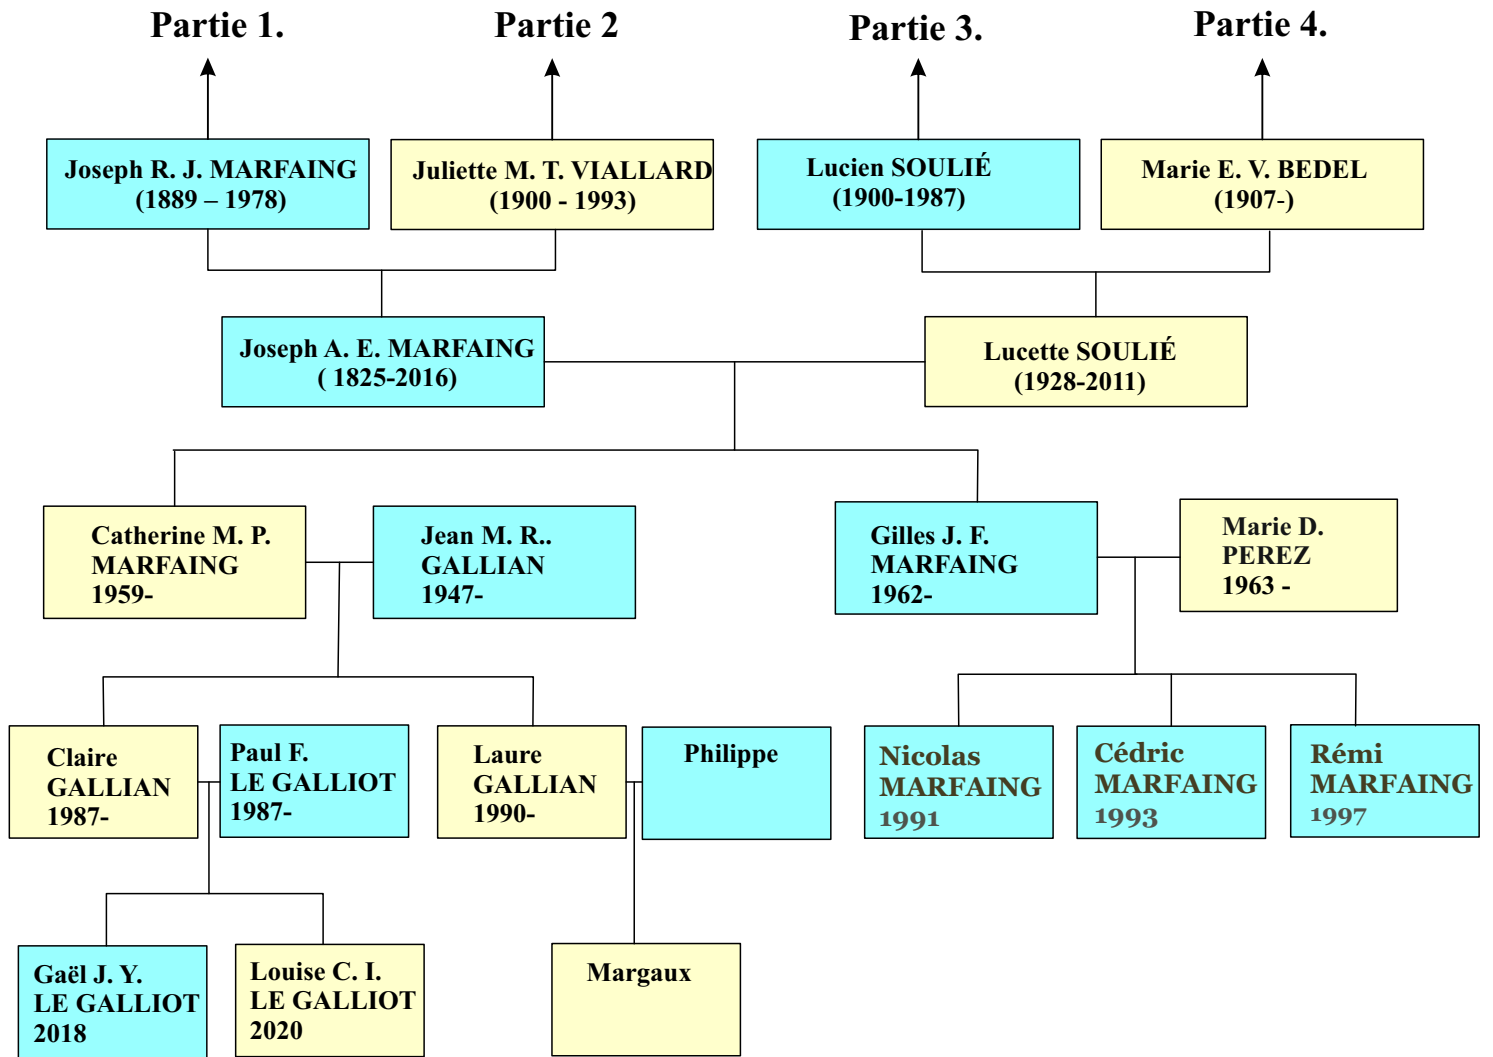 Partie 1.
Partie 2
Partie 3.
Partie 4.
Joseph R. J. MARFAING
(1889 – 1978)
Juliette M. T. VIALLARD
(1900 - 1993)
Lucien SOULIÉ
(1900-1987)
Marie E. V. BEDEL
(1907-)
Joseph A. E. MARFAING
( 1825-2016)
Lucette SOULIÉ
(1928-2011)
Catherine M. P.
MARFAING
1959-
Jean M. R..
GALLIAN
1947-
Gilles J. F.
MARFAING
1962-
Marie D.
PEREZ
1963 -
Claire
GALLIAN
1987-
Paul F.
LE GALLIOT
1987-
Laure
GALLIAN
1990-
Philippe
Nicolas
MARFAING
1991
Cédric
MARFAING
1993
Rémi
MARFAING
1997
Gaël J. Y.
LE GALLIOT
2018
Louise C. I.
LE GALLIOT
2020
Margaux